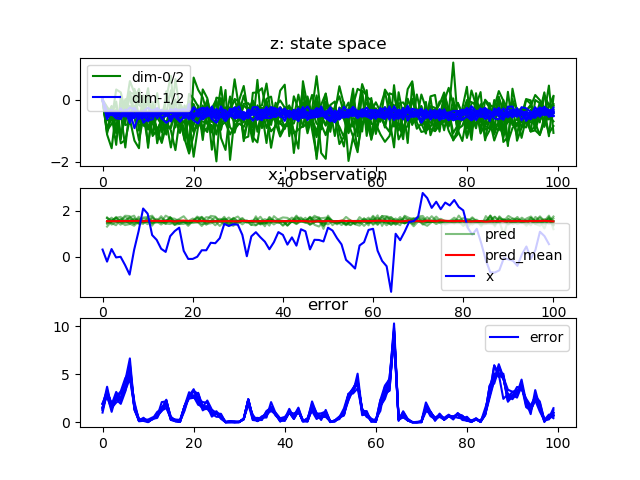 z: state space
dim-0/2
dim-1/2
0
−2
0 20 40 60 80 100
x: observation
2
0
pred
pred_mean
x
0 20 40 60 80 100
error
10
5
0
error
0 20 40 60 80 100